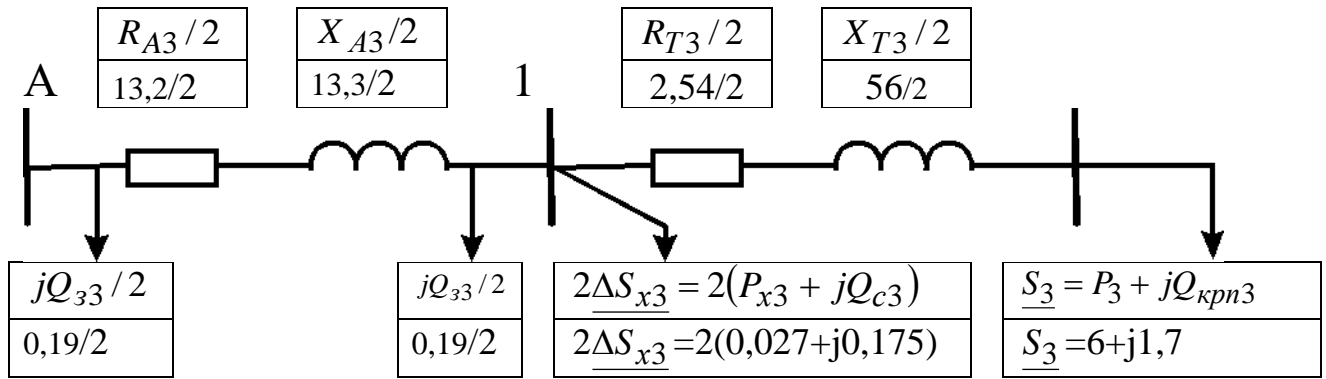 R_{A3}/2
X_{A3}/2
R_{T3}/2
X_{T3}/2
A
13,2/2
13,3/2
1
2,54/2
56/2
jQ_{з3}/2
jQ_{з3}/2
2ΔS_{x3} = 2(P_{x3} + jQ_{c3})
S_3 = P_3 + jQ_{крп3}
0,19/2
0,19/2
2ΔS_{x3}=2(0,027+j0,175)
S_3=6+j1,7